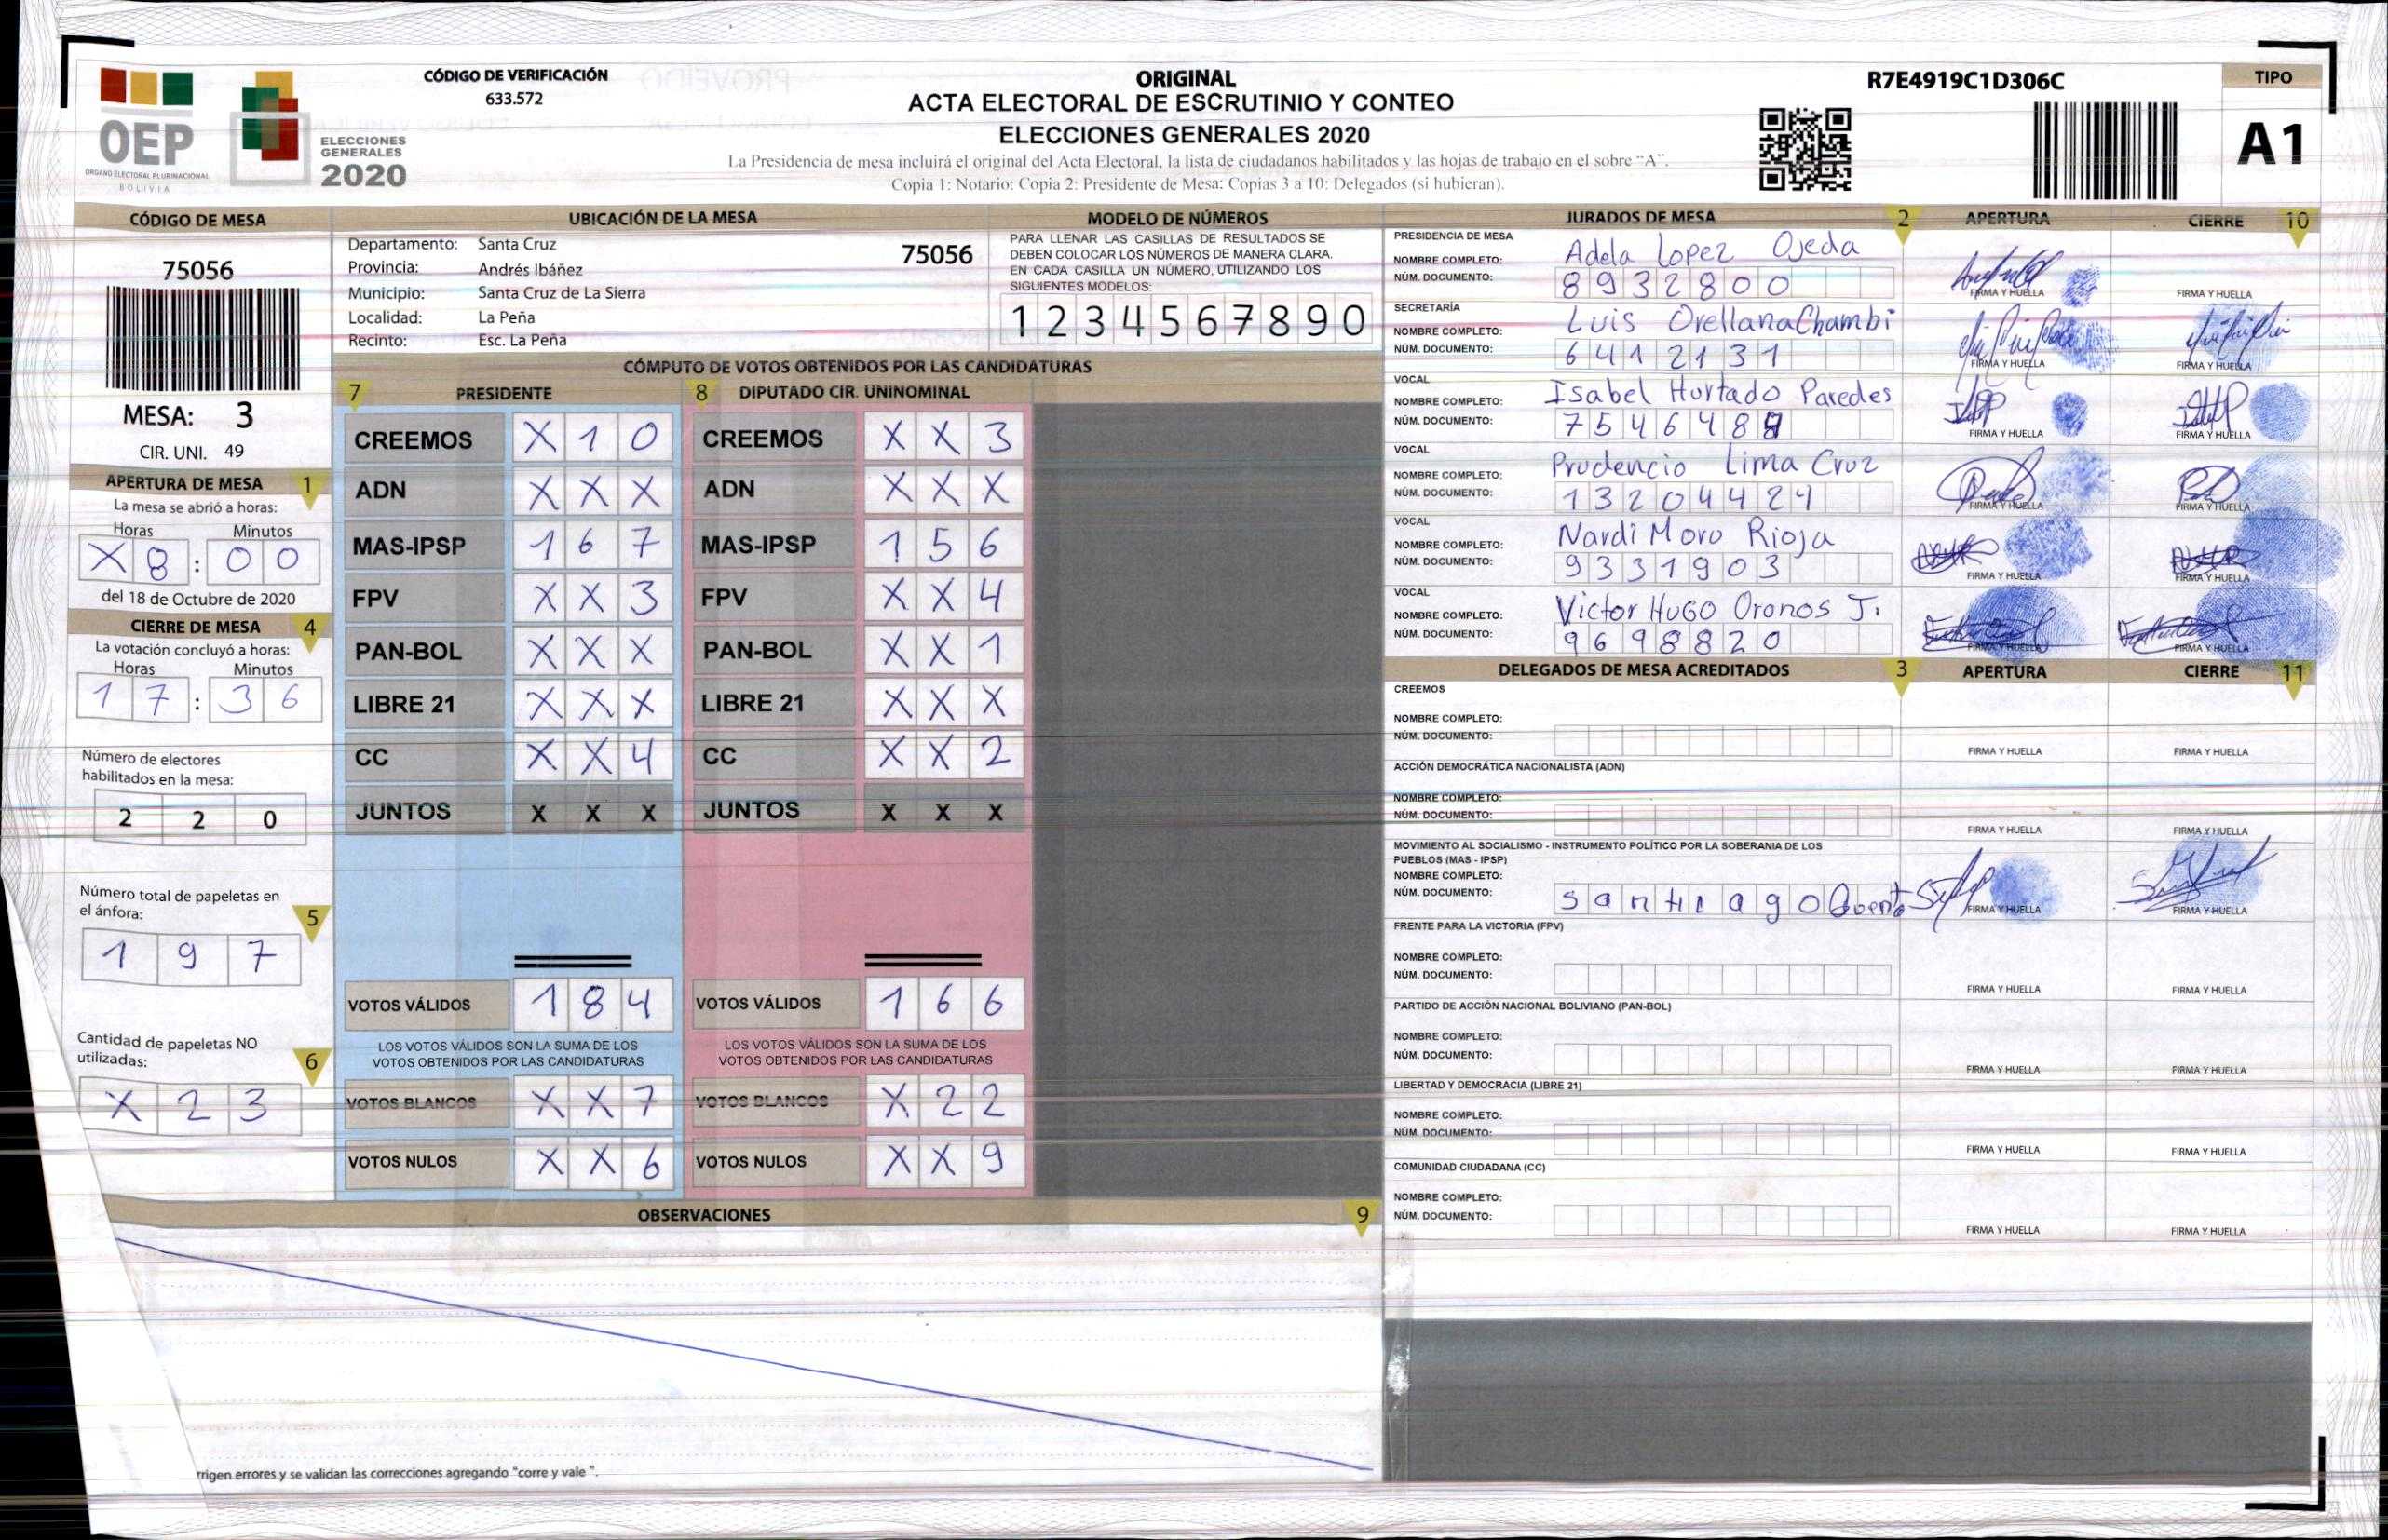 CÓDIGO DE VERIFICACIÓN
633.572
OEP
ÓRGANO ELECTORAL PLURINACIONAL
BOLIVIA
ELECCIONES
GENERALES
2020
ORIGINAL
ACTA ELECTORAL DE ESCRUTINIO Y CONTEO
ELECCIONES GENERALES 2020
La Presidencia de mesa incluirá el original del Acta Electoral, la lista de ciudadanos habilitados y las hojas de trabajo en el sobre "A".
Copia 1: Notario: Copia 2: Presidente de Mesa: Copias 3 a 10: Delegados (si hubieran).
R7E4919C1D306C
TIPO
A1
CÓDIGO DE MESA
75056
MESA: 3
CIR. UNI. 49
APERTURA DE MESA 1
La mesa se abrió a horas:
Horas Minutos
X 8 : 0 0
del 18 de Octubre de 2020
CIERRE DE MESA 4
La votación concluyó a horas:
Horas Minutos
1 7 : 3 6
Número de electores
habilitados en la mesa:
2 2 0
Número total de papeletas en
el ánfora: 5
1 9 7
Cantidad de papeletas NO
utilizadas: 6
X 2 3
UBICACIÓN DE LA MESA
Departamento: Santa Cruz 75056
Provincia: Andrés Ibáñez
Municipio: Santa Cruz de La Sierra
Localidad: La Peña
Recinto: Esc. La Peña
MODELO DE NÚMEROS
PARA LLENAR LAS CASILLAS DE RESULTADOS SE
DEBEN COLOCAR LOS NÚMEROS DE MANERA CLARA.
EN CADA CASILLA UN NÚMERO, UTILIZANDO LOS
SIGUIENTES MODELOS:
1 2 3 4 5 6 7 8 9 0
CÓMPUTO DE VOTOS OBTENIDOS POR LAS CANDIDATURAS
7 PRESIDENTE 8 DIPUTADO CIR. UNINOMINAL
CREEMOS X 1 0 CREEMOS X X 3
ADN X X X ADN X X X
MAS-IPSP 1 6 7 MAS-IPSP 1 5 6
FPV X X 3 FPV X X 4
PAN-BOL X X X PAN-BOL X X 1
LIBRE 21 X X X LIBRE 21 X X X
CC X X 4 CC X X 2
JUNTOS X X X JUNTOS X X X
VOTOS VÁLIDOS 1 8 4 VOTOS VÁLIDOS 1 6 6
LOS VOTOS VÁLIDOS SON LA SUMA DE LOS LOS VOTOS VÁLIDOS SON LA SUMA DE LOS
VOTOS OBTENIDOS POR LAS CANDIDATURAS VOTOS OBTENIDOS POR LAS CANDIDATURAS
VOTOS BLANCOS X X 7 VOTOS BLANCOS X 2 2
VOTOS NULOS X X 6 VOTOS NULOS X X 9
OBSERVACIONES 9
rrigen errores y se validan las correcciones agregando "corre y vale ".
JURADOS DE MESA 2 APERTURA CIERRE 10
PRESIDENCIA DE MESA
NOMBRE COMPLETO: Adela Lopez Ojeda
NÚM. DOCUMENTO: 8932800
FIRMA Y HUELLA FIRMA Y HUELLA
SECRETARÍA
NOMBRE COMPLETO: Luis Orellana Chambi
NÚM. DOCUMENTO: 6412131
FIRMA Y HUELLA FIRMA Y HUELLA
VOCAL
NOMBRE COMPLETO: Isabel Hurtado Paredes
NÚM. DOCUMENTO: 754648
FIRMA Y HUELLA FIRMA Y HUELLA
VOCAL
NOMBRE COMPLETO: Prudencio Lima Cruz
NÚM. DOCUMENTO: 13204424
FIRMA Y HUELLA FIRMA Y HUELLA
VOCAL
NOMBRE COMPLETO: Nardi Moro Rioja
NÚM. DOCUMENTO: 9331903
FIRMA Y HUELLA FIRMA Y HUELLA
VOCAL
NOMBRE COMPLETO: Victor HUGO Oronos J.
NÚM. DOCUMENTO: 9698820
FIRMA Y HUELLA FIRMA Y HUELLA
DELEGADOS DE MESA ACREDITADOS 3 APERTURA CIERRE 11
CREEMOS
NOMBRE COMPLETO:
NÚM. DOCUMENTO:
FIRMA Y HUELLA FIRMA Y HUELLA
ACCIÓN DEMOCRÁTICA NACIONALISTA (ADN)
NOMBRE COMPLETO:
NÚM. DOCUMENTO:
FIRMA Y HUELLA FIRMA Y HUELLA
MOVIMIENTO AL SOCIALISMO - INSTRUMENTO POLÍTICO POR LA SOBERANIA DE LOS
PUEBLOS (MAS - IPSP)
NOMBRE COMPLETO:
NÚM. DOCUMENTO: santiago
FIRMA Y HUELLA FIRMA Y HUELLA
FRENTE PARA LA VICTORIA (FPV)
NOMBRE COMPLETO:
NÚM. DOCUMENTO:
FIRMA Y HUELLA FIRMA Y HUELLA
PARTIDO DE ACCIÓN NACIONAL BOLIVIANO (PAN-BOL)
NOMBRE COMPLETO:
NÚM. DOCUMENTO:
FIRMA Y HUELLA FIRMA Y HUELLA
LIBERTAD Y DEMOCRACIA (LIBRE 21)
NOMBRE COMPLETO:
NÚM. DOCUMENTO:
FIRMA Y HUELLA FIRMA Y HUELLA
COMUNIDAD CIUDADANA (CC)
NOMBRE COMPLETO:
NÚM. DOCUMENTO:
FIRMA Y HUELLA FIRMA Y HUELLA